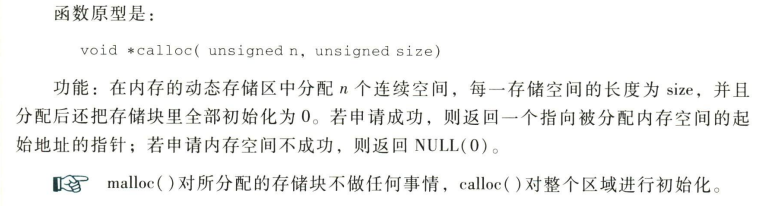 函数原型是：
void *calloc( unsigned n, unsigned size)
功能：在内存的动态存储区中分配 n 个连续空间，每一存储空间的长度为 size，并且
分配后还把存储块里全部初始化为 0。若申请成功，则返回一个指向被分配内存空间的起
始地址的指针；若申请内存空间不成功，则返回 NULL(0)。
malloc( )对所分配的存储块不做任何事情，calloc( )对整个区域进行初始化。